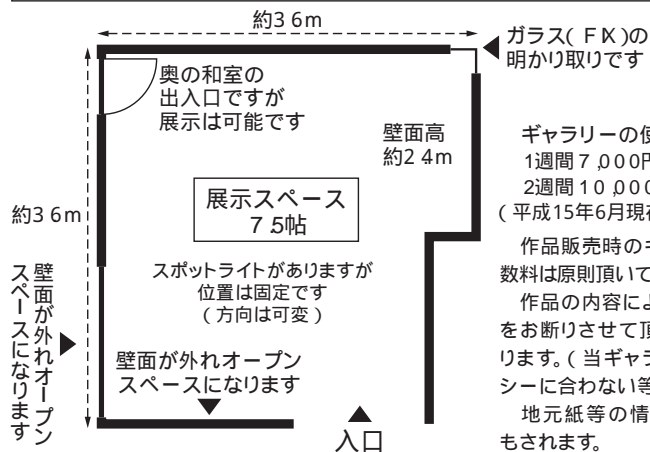 約3 6m
ガラス( FIX)の
明かり取りです
奥の和室の
出入口ですが
展示は可能です
壁面高
約2 4m
ギャラリーの使
1週間7,000円
2週間10,000
(平成15年6月現在
約3 6m
展示スペース
7 5帖
作品販売時のギ
数料は原則頂いて
スポットライトがありますが
位置は固定です
(方向は可変)
作品の内容によ
をお断りさせて頂
ります。(当ギャラ
シーに合わない等
壁面が外れオープン
スペースになります
壁面が外れオープン
スペースになります
地元紙等の情
もされます。
入口